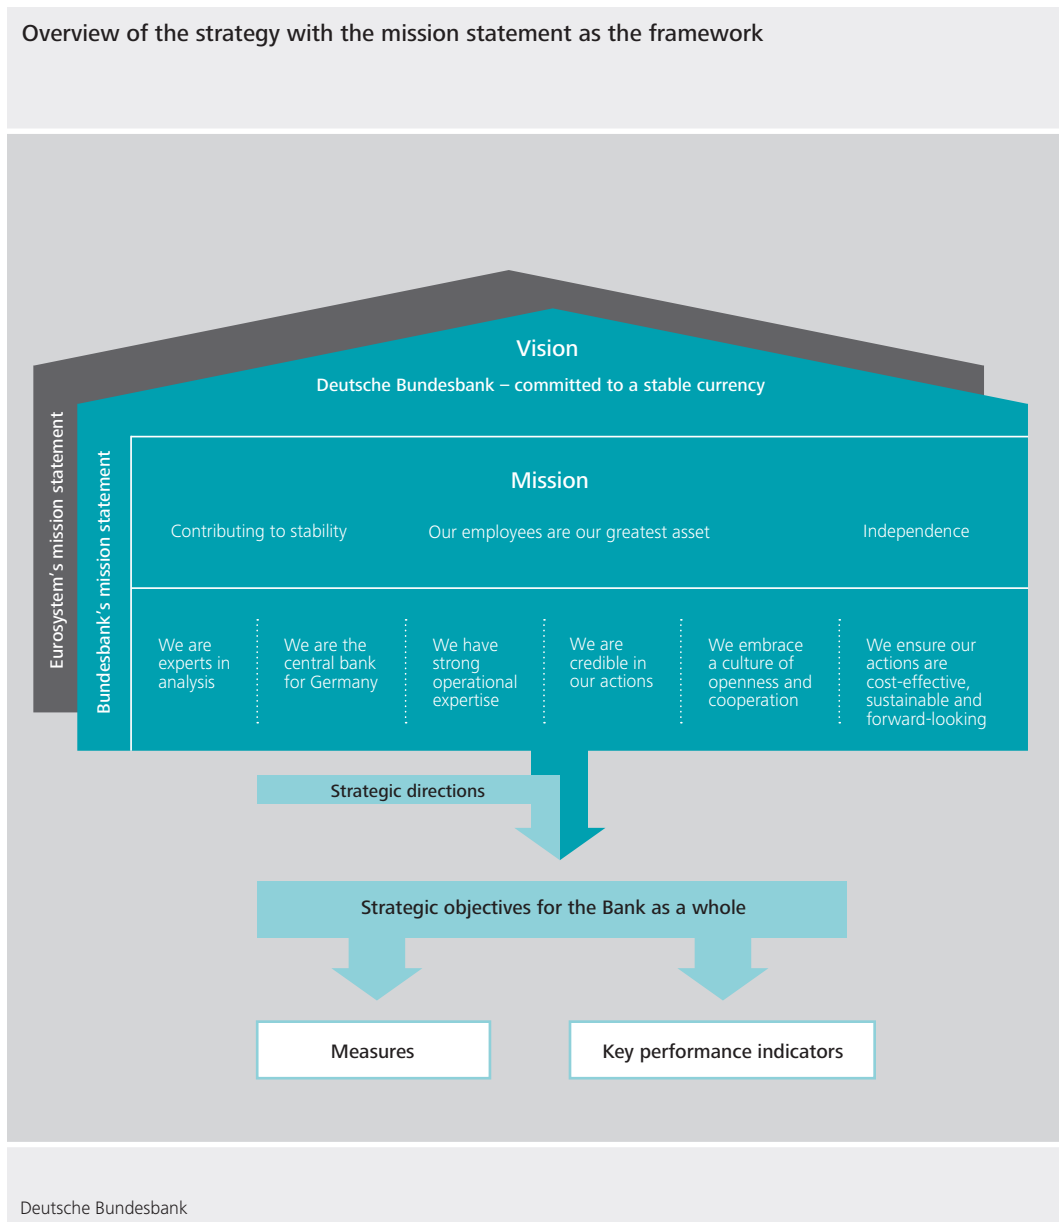 Overview of the strategy with the mission statement as the framework
Eurosystem's mission statement
Bundesbank's mission statement
Vision
Deutsche Bundesbank – committed to a stable currency
Mission
Contributing to stability
Our employees are our greatest asset
Independence
We are
experts in
analysis
We are the
central bank
for Germany
We have
strong
operational
expertise
We are
credible in
our actions
We embrace
a culture of
openness and
cooperation
We ensure our
actions are
cost-effective,
sustainable and
forward-looking
Strategic directions
Strategic objectives for the Bank as a whole
Measures
Key performance indicators
Deutsche Bundesbank